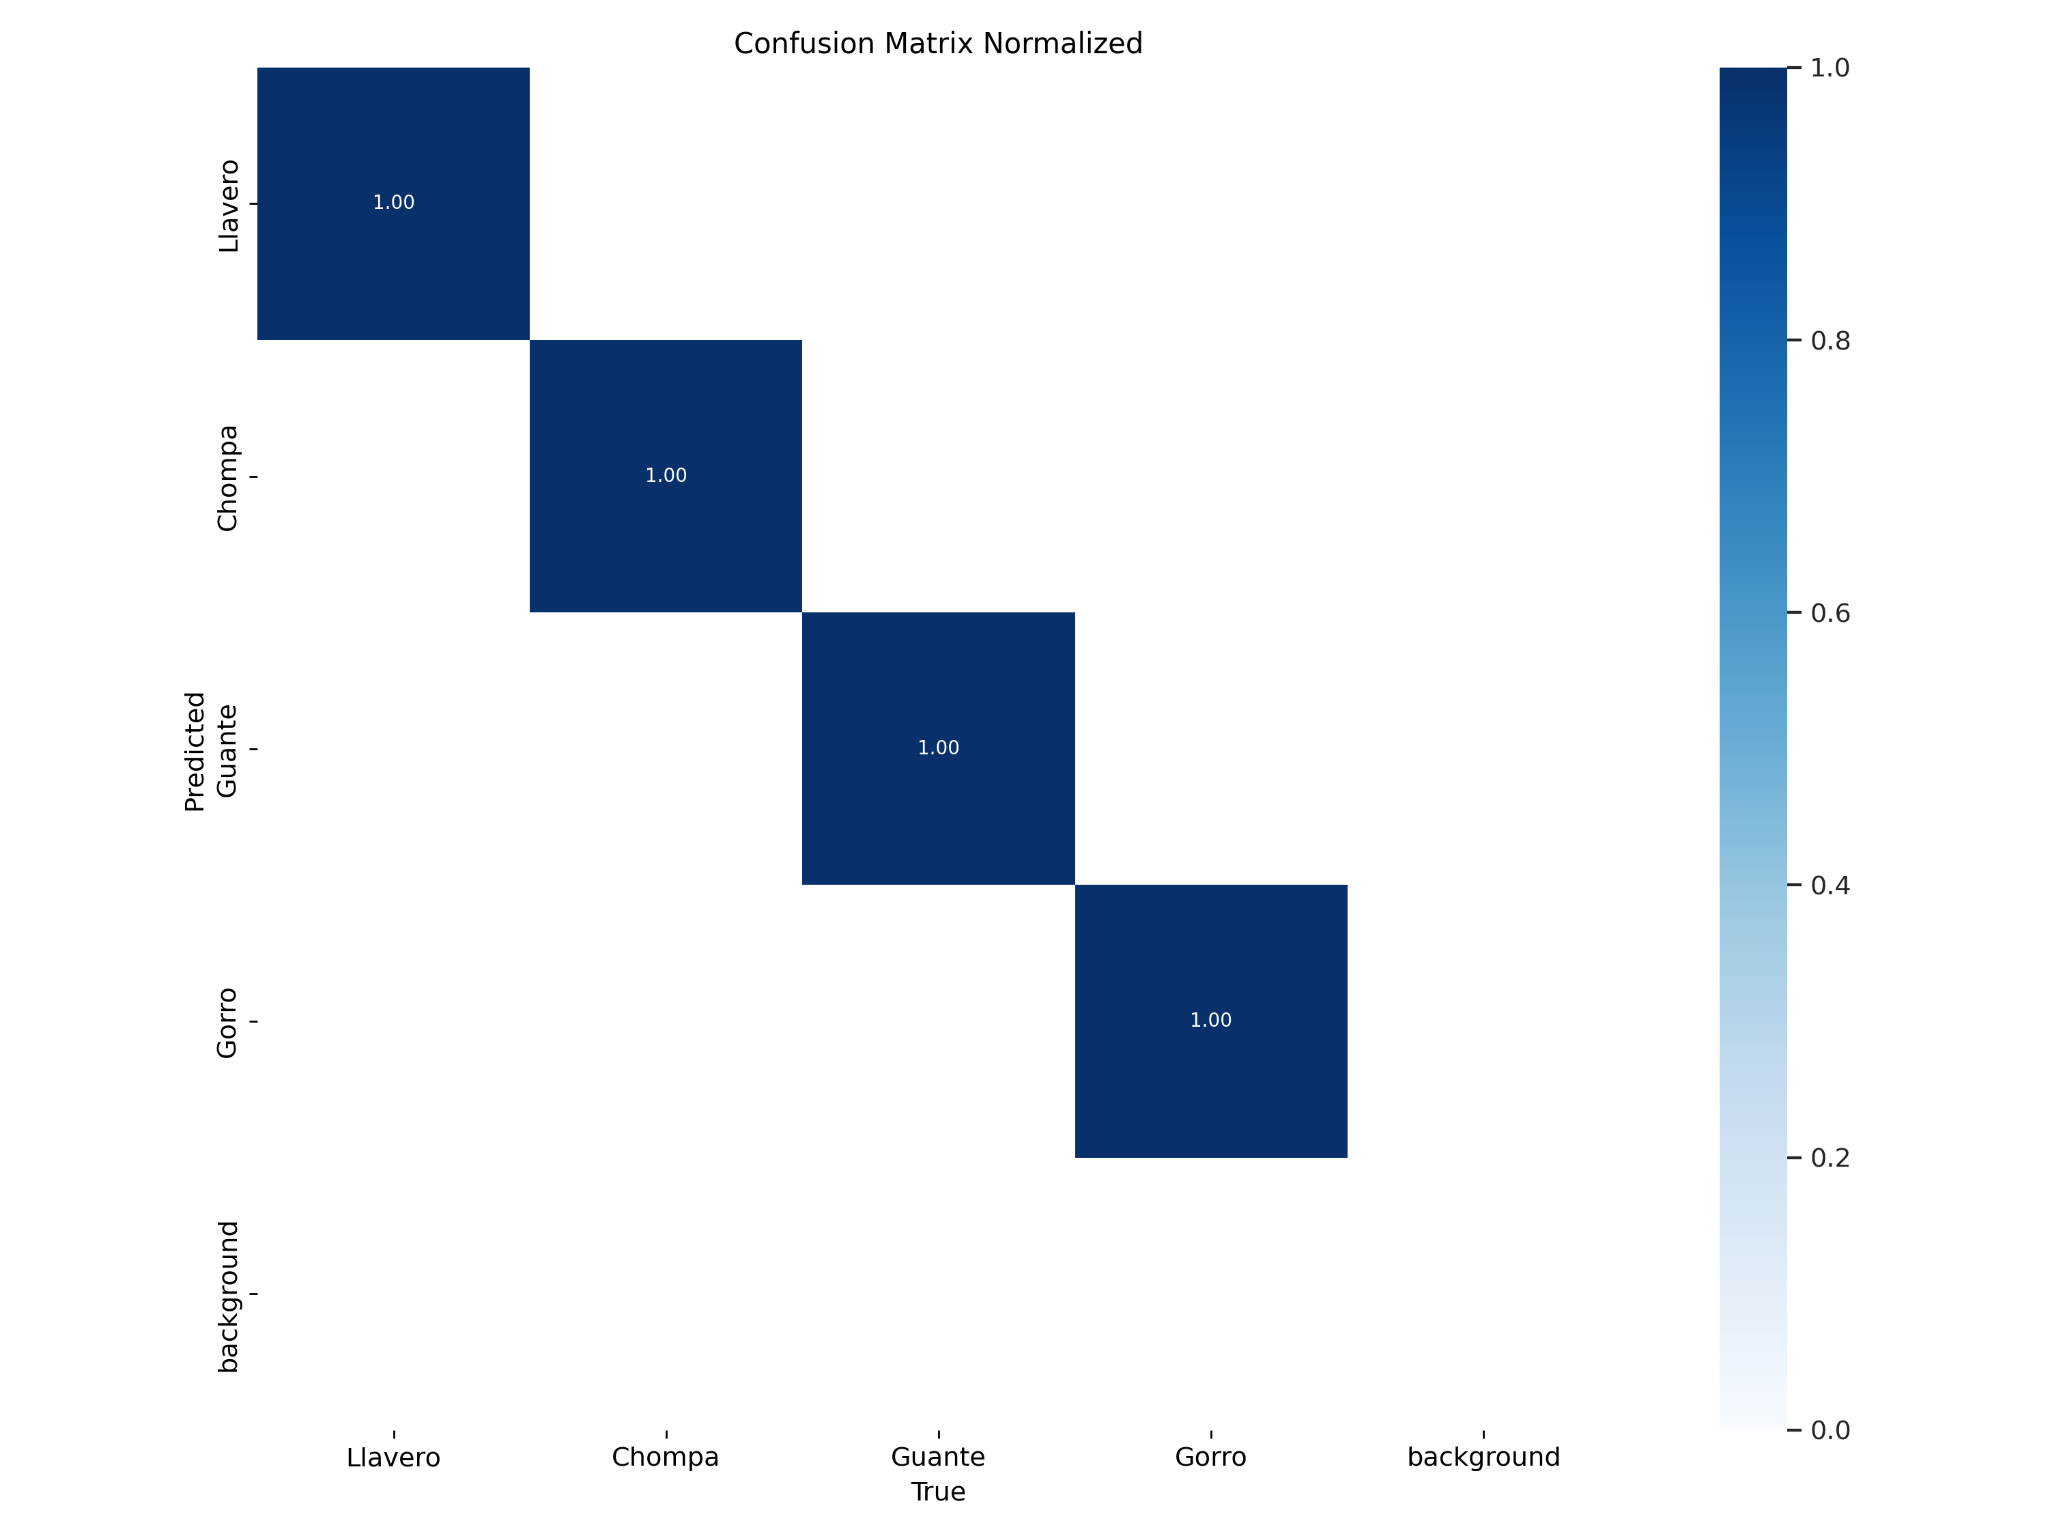 Confusion Matrix Normalized
Predicted
Llavero
Chompa
Guante
Gorro
background
1.00
1.00
1.00
1.00
Llavero Chompa Guante Gorro background
True
1.0
0.8
0.6
0.4
0.2
0.0